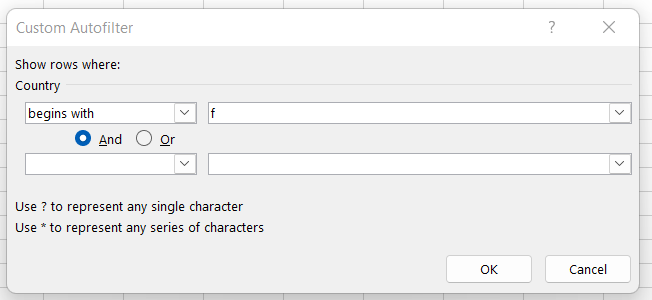 Custom Autofilter ?
Show rows where:
Country
begins with f
And Or
Use ? to represent any single character
Use * to represent any series of characters
OK Cancel